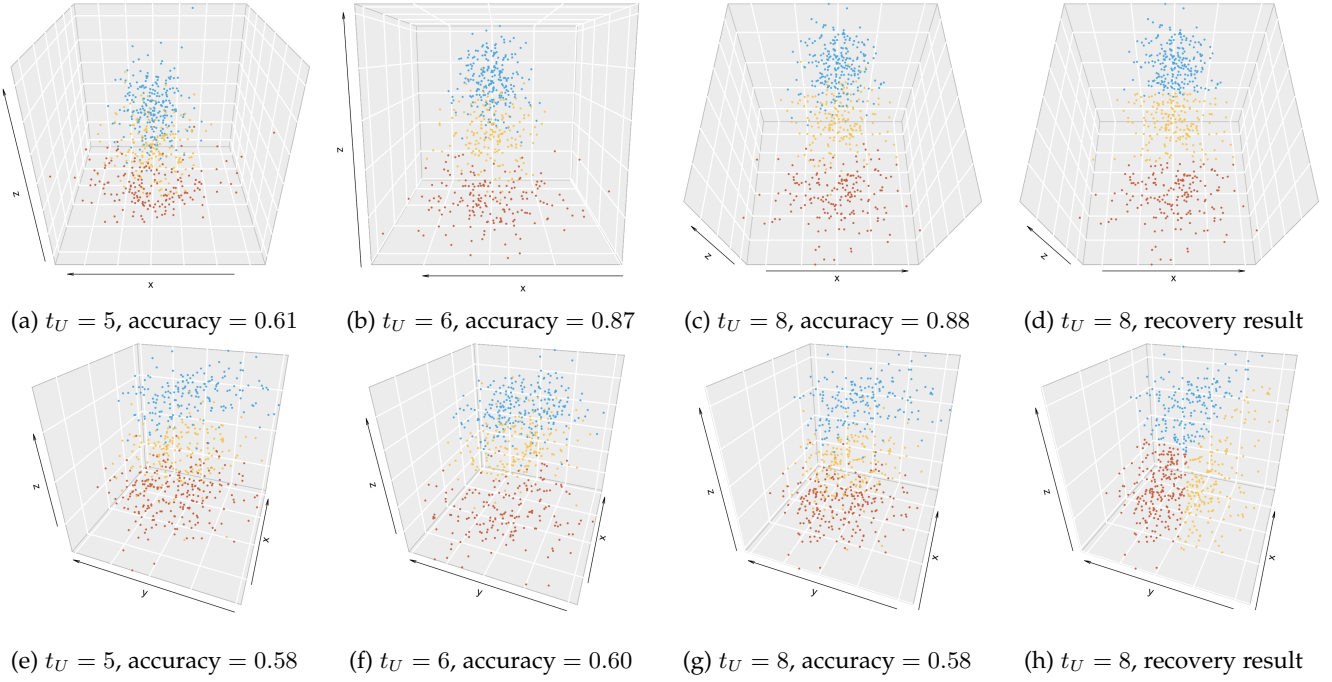 z
x
z
x
z
x
z
x
(a) t_U = 5, accuracy = 0.61
(b) t_U = 6, accuracy = 0.87
(c) t_U = 8, accuracy = 0.88
(d) t_U = 8, recovery result
z
x
y
z
x
y
z
x
y
z
x
y
(e) t_U = 5, accuracy = 0.58
(f) t_U = 6, accuracy = 0.60
(g) t_U = 8, accuracy = 0.58
(h) t_U = 8, recovery result